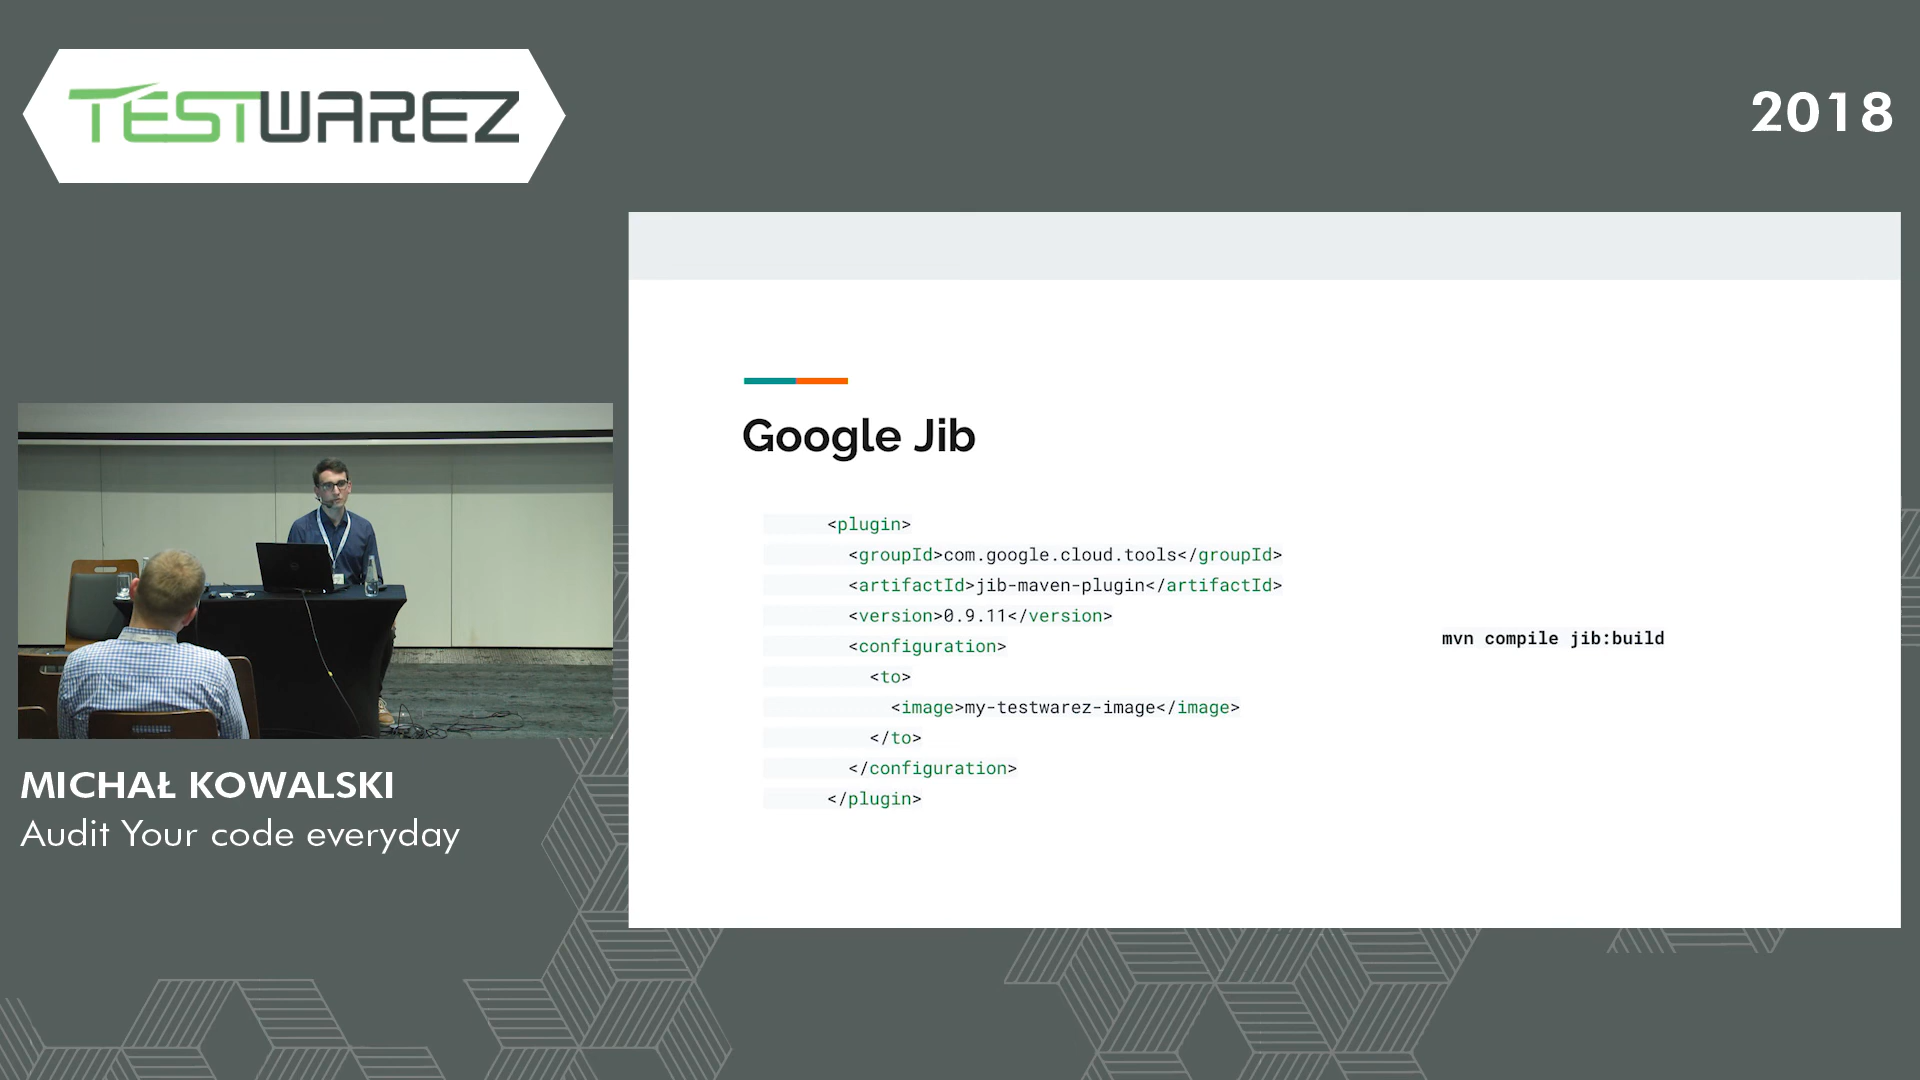 TESTWAREZ
2018
Google Jib
<plugin>
<groupId>com.google.cloud.tools</groupId>
<artifactId>jib-maven-plugin</artifactId>
<version>0.9.11</version>
<configuration>
<to>
<image>my-testwarez-image</image>
</to>
</configuration>
</plugin>
mvn compile jib:build
MICHAŁ KOWALSKI
Audit Your code everyday